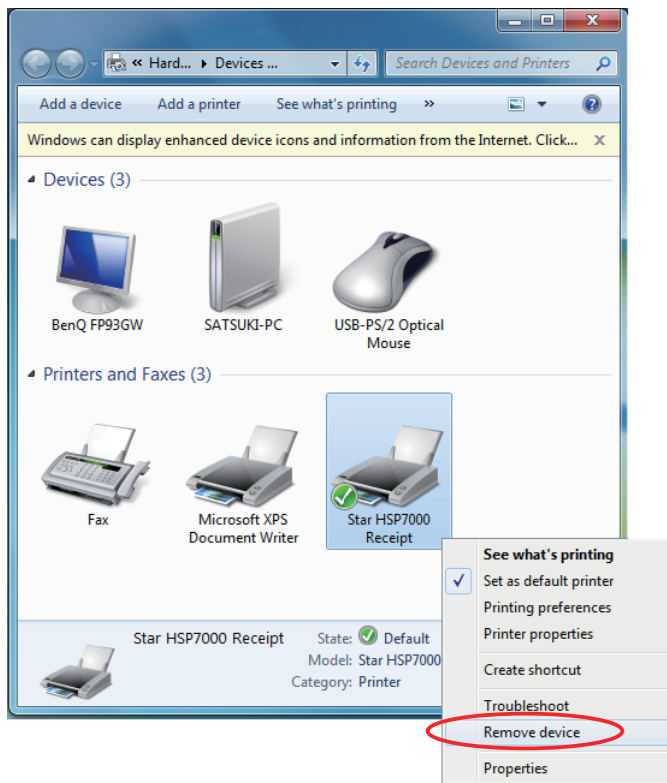 « Hard... ▸ Devices ...
Search Devices and Printers
Add a device Add a printer See what's printing »
Windows can display enhanced device icons and information from the Internet. Click... x
Devices (3)
BenQ FP93GW
SATSUKI-PC
USB-PS/2 Optical
Mouse
Printers and Faxes (3)
Fax
Microsoft XPS
Document Writer
Star HSP7000
Receipt
See what's printing
Set as default printer
Printing preferences
Printer properties
Create shortcut
Troubleshoot
Remove device
Properties
Star HSP7000 Receipt State: Default
Model: Star HSP7000
Category: Printer